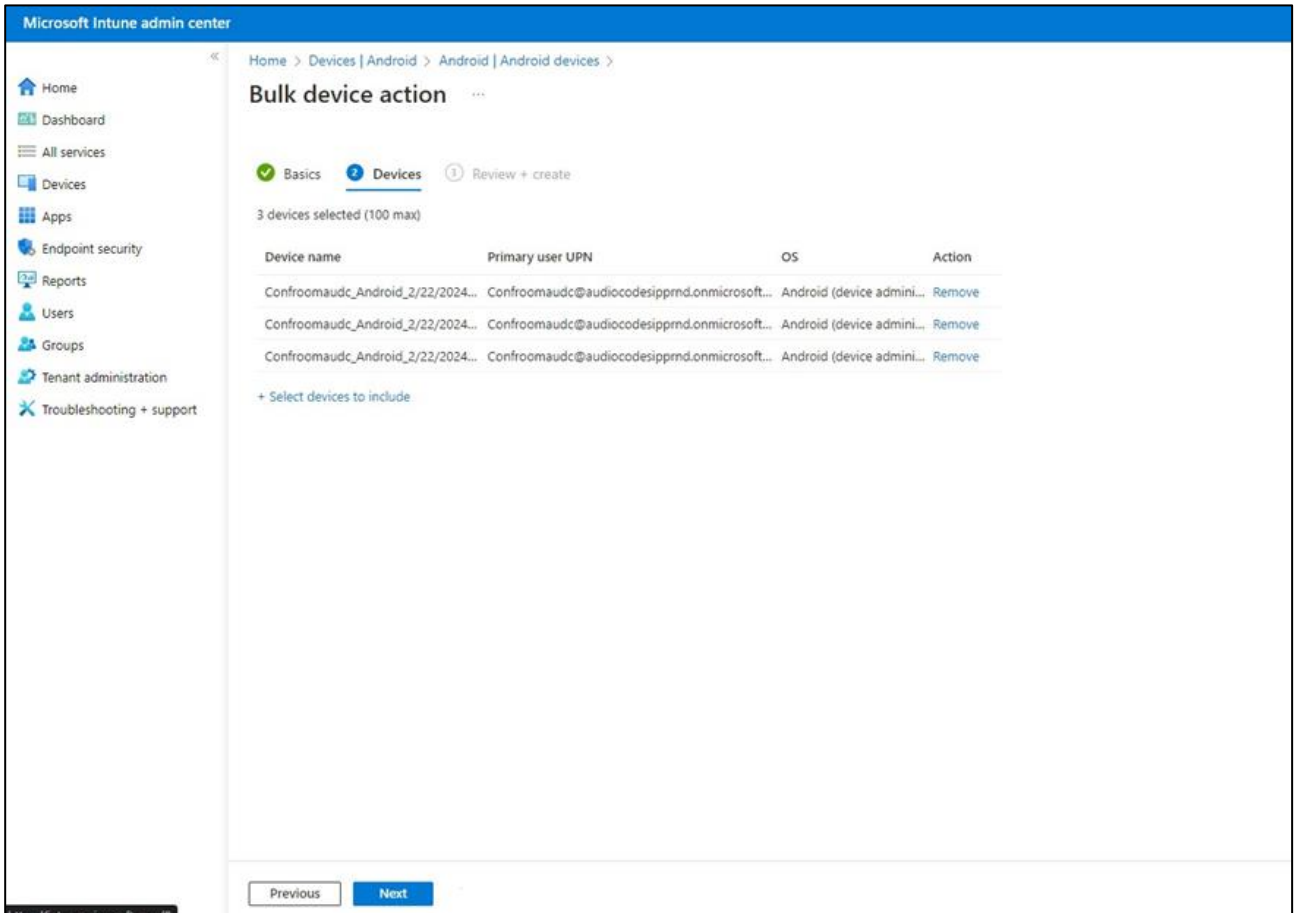 Microsoft Intune admin center
«
Home > Devices | Android > Android | Android devices >
Bulk device action ...
Home
Dashboard
All services
Devices
Apps
Endpoint security
Reports
Users
Groups
Tenant administration
Troubleshooting + support
Basics 2 Devices 3 Review + create
3 devices selected (100 max)
Device name Primary user UPN OS Action
Confroomaudc_Android_2/22/2024... Confroomaudc@audiocodesipprnd.onmicrosoft... Android (device admini... Remove
Confroomaudc_Android_2/22/2024... Confroomaudc@audiocodesipprnd.onmicrosoft... Android (device admini... Remove
Confroomaudc_Android_2/22/2024... Confroomaudc@audiocodesipprnd.onmicrosoft... Android (device admini... Remove
+ Select devices to include
Previous Next